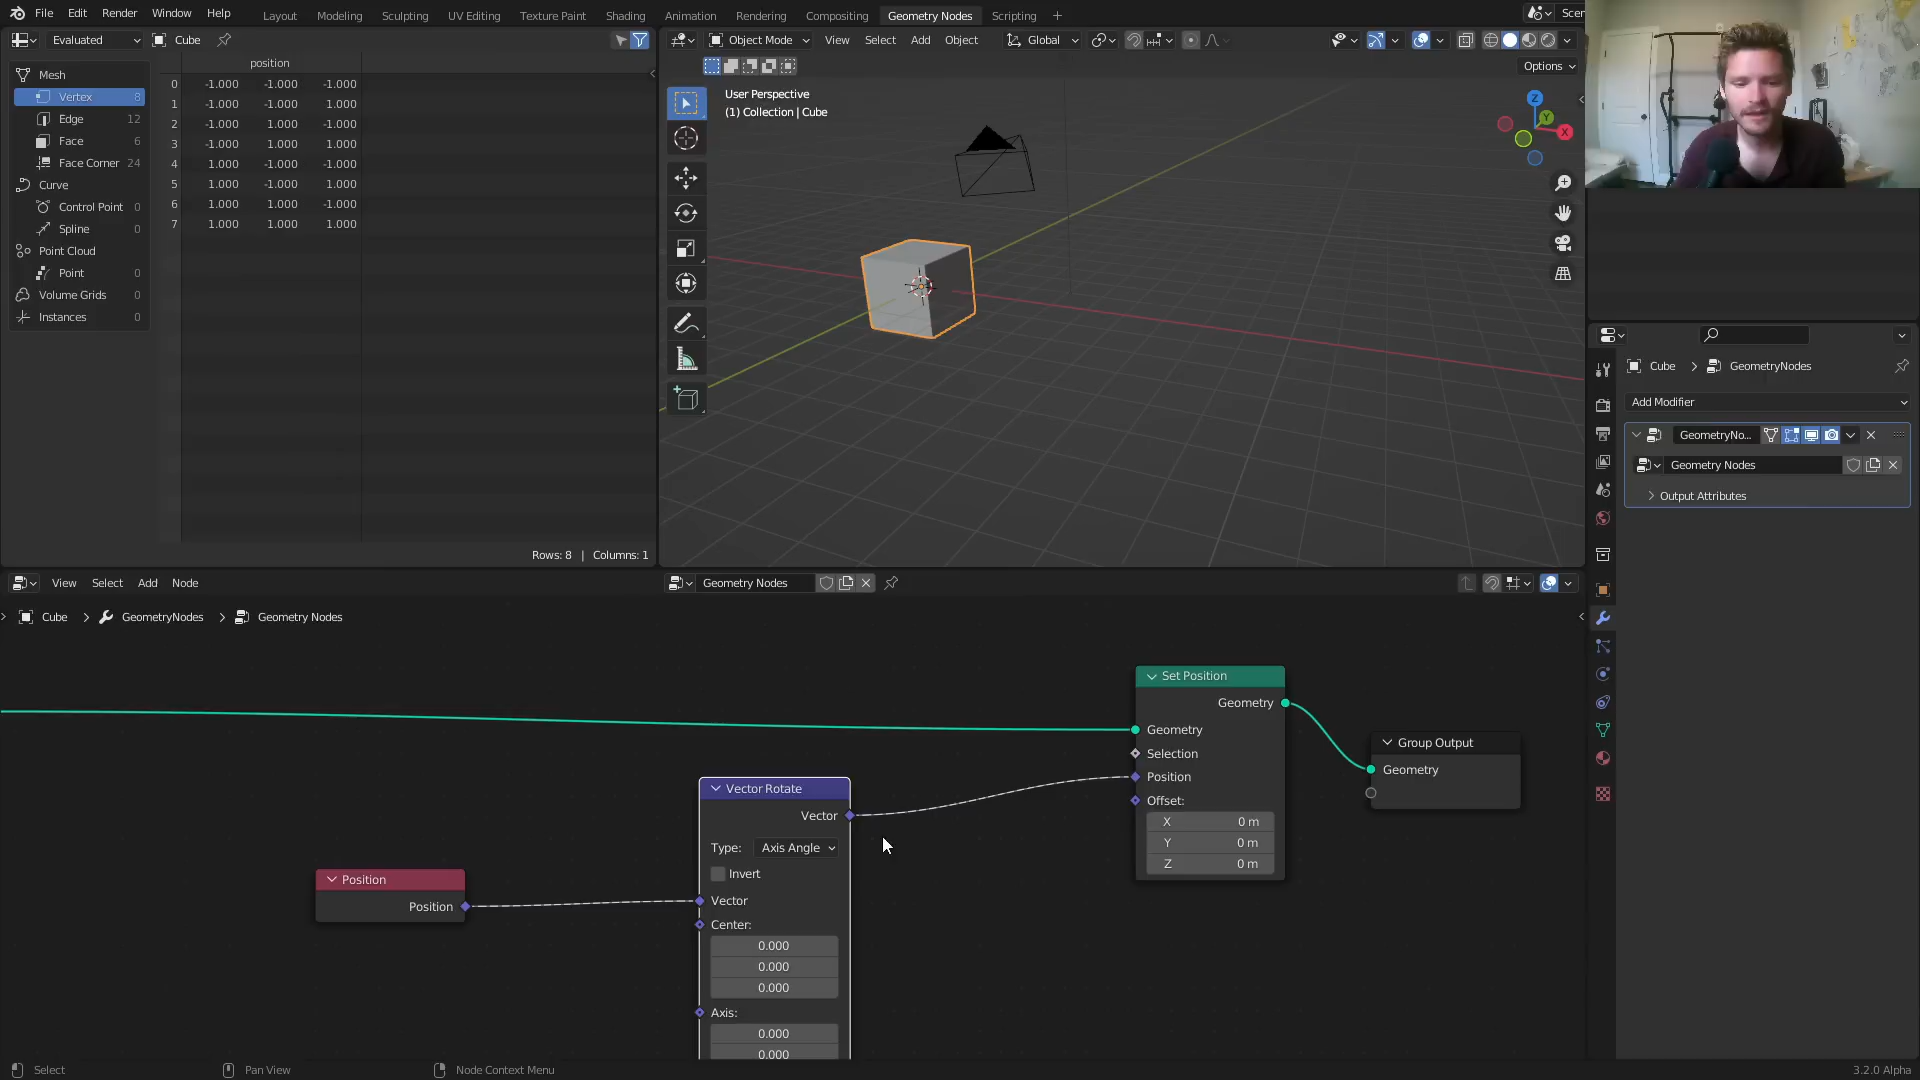 File Edit Render Window Help
Layout Modeling Sculpting UV Editing Texture Paint Shading Animation Rendering Compositing Geometry Nodes Scripting +
Scen
Evaluated Cube
Object Mode View Select Add Object Global
Options
position
Mesh
Vertex 8
Edge 12
Face 6
Face Corner 24
Curve
Control Point 0
Spline 0
Point Cloud
Point 0
Volume Grids 0
Instances 0
0 -1.000 -1.000 -1.000
1 -1.000 -1.000 1.000
2 -1.000 1.000 -1.000
3 -1.000 1.000 1.000
4 1.000 -1.000 -1.000
5 1.000 -1.000 1.000
6 1.000 1.000 -1.000
7 1.000 1.000 1.000
Rows: 8 | Columns: 1
User Perspective
(1) Collection | Cube
Z
Y
X
Cube > GeometryNodes
Add Modifier
GeometryNo...
Geometry Nodes
Output Attributes
View Select Add Node
Geometry Nodes
Cube > GeometryNodes > Geometry Nodes
Position
Position
Vector Rotate
Vector
Type: Axis Angle
Invert
Vector
Center:
0.000
0.000
0.000
Axis:
0.000
0.000
Set Position
Geometry
Geometry
Selection
Position
Offset:
X 0 m
Y 0 m
Z 0 m
Group Output
Geometry
Select Pan View Node Context Menu
3.2.0 Alpha